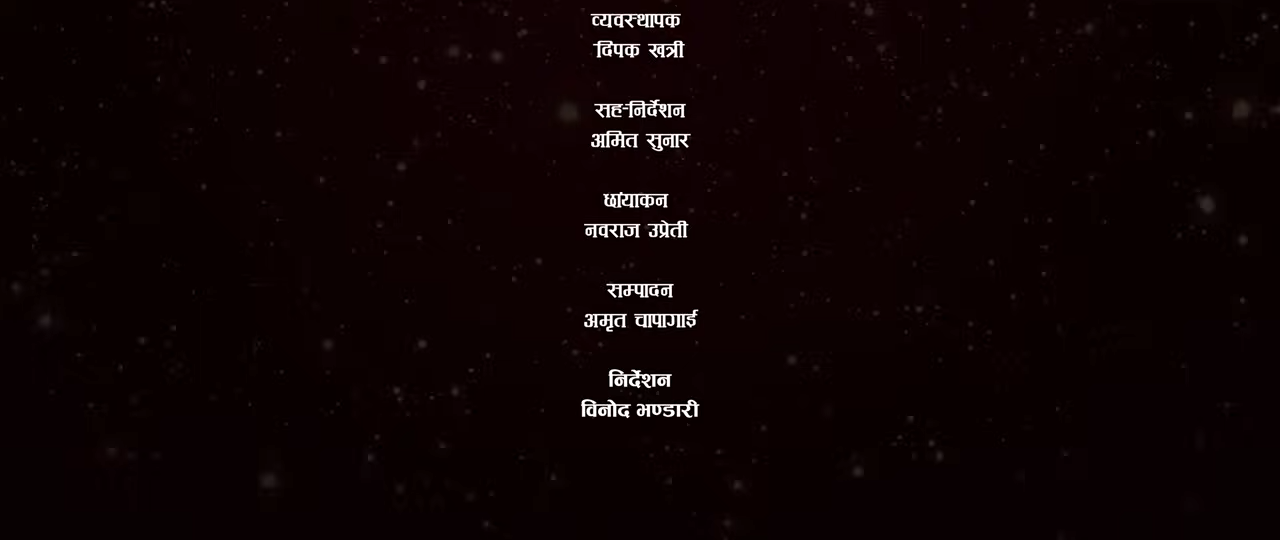 व्यवस्थापक
दिपक खत्री
सह-निर्देशन
अमित सुनार
छांयाकन
नवराज उप्रेती
सम्पादन
अमृत चापागाई
निर्देशन
विनोद भण्डारी